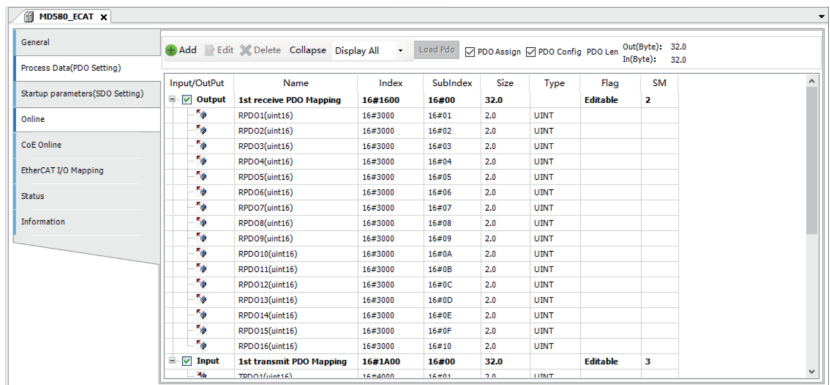 MD580_ECAT
General
Process Data(PDO Setting)
Startup parameters(SDO Setting)
Online
CoE Online
EtherCAT I/O Mapping
Status
Information
Add Edit Delete Collapse Display All Load Pdo PDO Assign PDO Config PDO Len Out(Byte): 32.0
In(Byte): 32.0
Input/OutPut Name Index SubIndex Size Type Flag SM
Output 1st receive PDO Mapping 16#1600 16#00 32.0 Editable 2
RPDO1(uint16) 16#3000 16#01 2.0 UINT
RPDO2(uint16) 16#3000 16#02 2.0 UINT
RPDO3(uint16) 16#3000 16#03 2.0 UINT
RPDO4(uint16) 16#3000 16#04 2.0 UINT
RPDO5(uint16) 16#3000 16#05 2.0 UINT
RPDO6(uint16) 16#3000 16#06 2.0 UINT
RPDO7(uint16) 16#3000 16#07 2.0 UINT
RPDO8(uint16) 16#3000 16#08 2.0 UINT
RPDO9(uint16) 16#3000 16#09 2.0 UINT
RPDO10(uint16) 16#3000 16#0A 2.0 UINT
RPDO11(uint16) 16#3000 16#0B 2.0 UINT
RPDO12(uint16) 16#3000 16#0C 2.0 UINT
RPDO13(uint16) 16#3000 16#0D 2.0 UINT
RPDO14(uint16) 16#3000 16#0E 2.0 UINT
RPDO15(uint16) 16#3000 16#0F 2.0 UINT
RPDO16(uint16) 16#3000 16#10 2.0 UINT
Input 1st transmit PDO Mapping 16#1A00 16#00 32.0 Editable 3
TPDO1(uint16) 16#4000 16#01 2.0 UINT